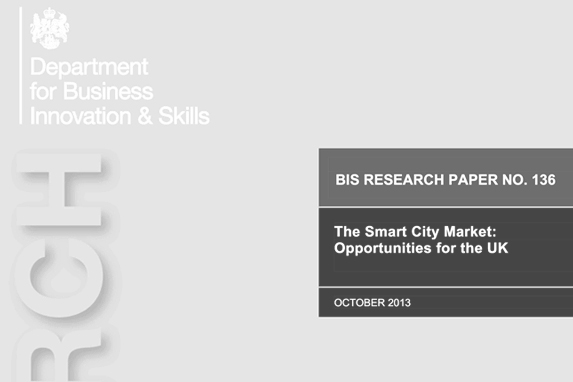 Department
for Business
Innovation & Skills
BIS RESEARCH PAPER NO. 136
The Smart City Market:
Opportunities for the UK
OCTOBER 2013
RCH